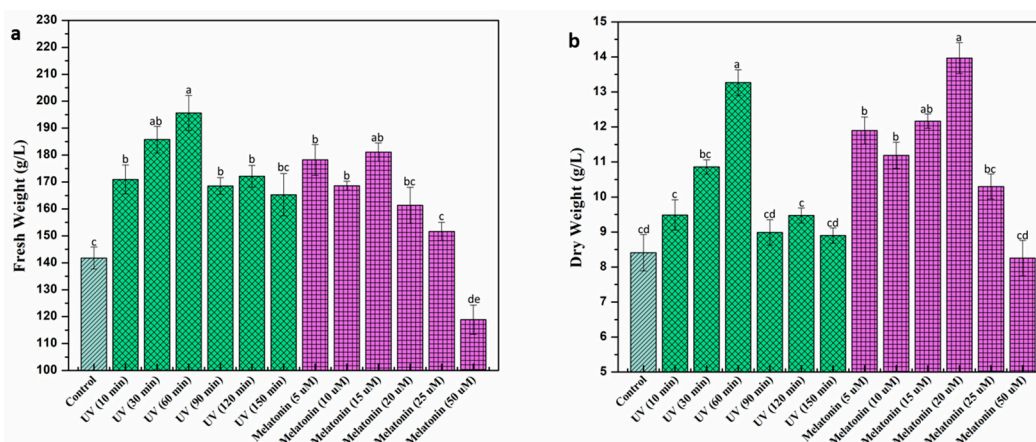 a
Fresh Weight (g/L)
230
220
210
200
190
180
170
160
150
140
130
120
110
100
c
b
ab
a
b
b
bc
a
b
ab
bc
c
de
Control
UV (10 min)
UV (30 min)
UV (60 min)
UV (90 min)
UV (120 min)
UV (150 min)
Melatonin (5 uM)
Melatonin (10 uM)
Melatonin (15 uM)
Melatonin (20 uM)
Melatonin (25 uM)
Melatonin (50 uM)
b
Dry Weight (g/L)
15
14
13
12
11
10
9
8
7
6
5
cd
c
bc
a
cd
c
cd
b
b
ab
a
bc
cd
Control
UV (10 min)
UV (30 min)
UV (60 min)
UV (90 min)
UV (120 min)
UV (150 min)
Melatonin (5 uM)
Melatonin (10 uM)
Melatonin (15 uM)
Melatonin (20 uM)
Melatonin (25 uM)
Melatonin (50 uM)